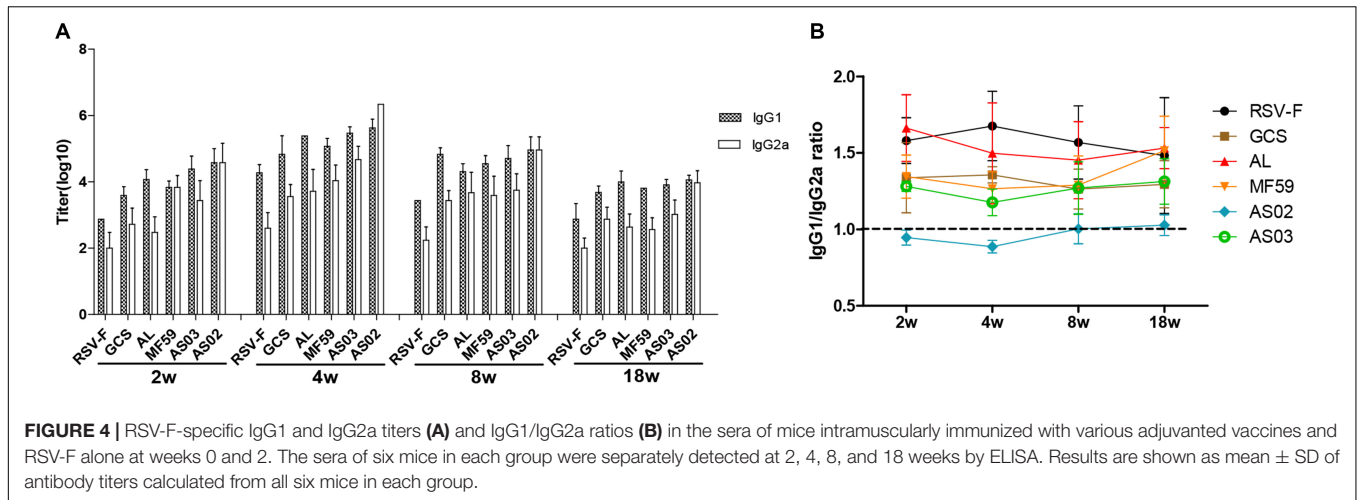 A
Titer(log10)
8
6
4
2
0
RSV-F GCS AL MF59 AS03 AS02
RSV-F GCS AL MF59 AS03 AS02
RSV-F GCS AL MF59 AS03 AS02
RSV-F GCS AL MF59 AS03 AS02
2w 4w 8w 18w
IgG1
IgG2a
B
IgG1/IgG2a ratio
2.0
1.5
1.0
0.5
2w 4w 8w 18w
RSV-F
GCS
AL
MF59
AS02
AS03
FIGURE 4 | RSV-F-specific IgG1 and IgG2a titers (A) and IgG1/IgG2a ratios (B) in the sera of mice intramuscularly immunized with various adjuvanted vaccines and
RSV-F alone at weeks 0 and 2. The sera of six mice in each group were separately detected at 2, 4, 8, and 18 weeks by ELISA. Results are shown as mean ± SD of
antibody titers calculated from all six mice in each group.